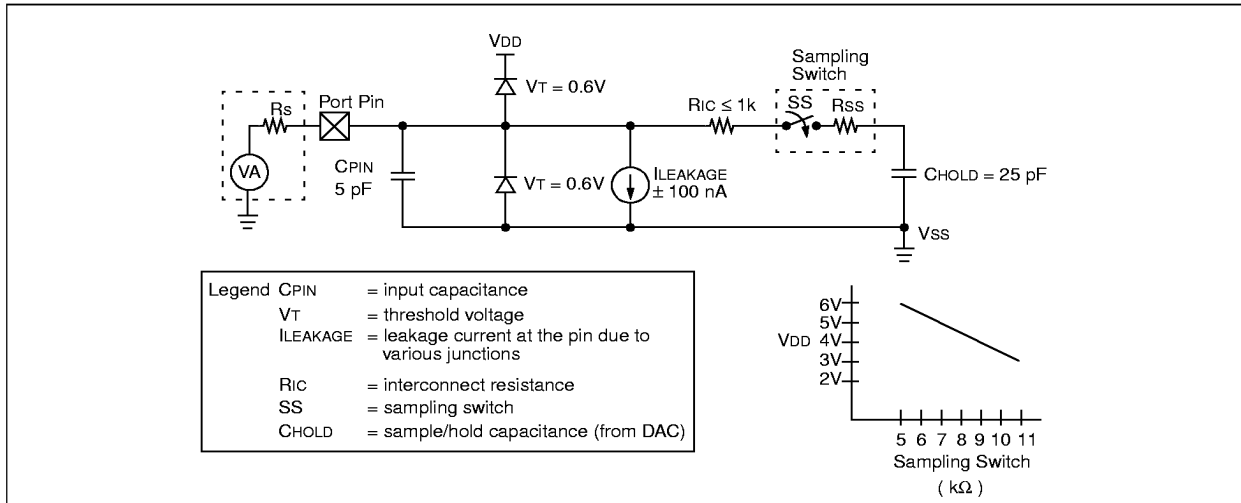 VDD
Sampling
Switch
VT = 0.6V
Port Pin
RIC ≤ 1k
SS
RSS
Rs
VA
CPIN
5 pF
VT = 0.6V
ILEAKAGE
± 100 nA
CHOLD = 25 pF
VSS
Legend CPIN = input capacitance
VT = threshold voltage
ILEAKAGE = leakage current at the pin due to
various junctions
RIC = interconnect resistance
SS = sampling switch
CHOLD = sample/hold capacitance (from DAC)
6V
5V
VDD 4V
3V
2V
5 6 7 8 9 10 11
Sampling Switch
( kΩ )